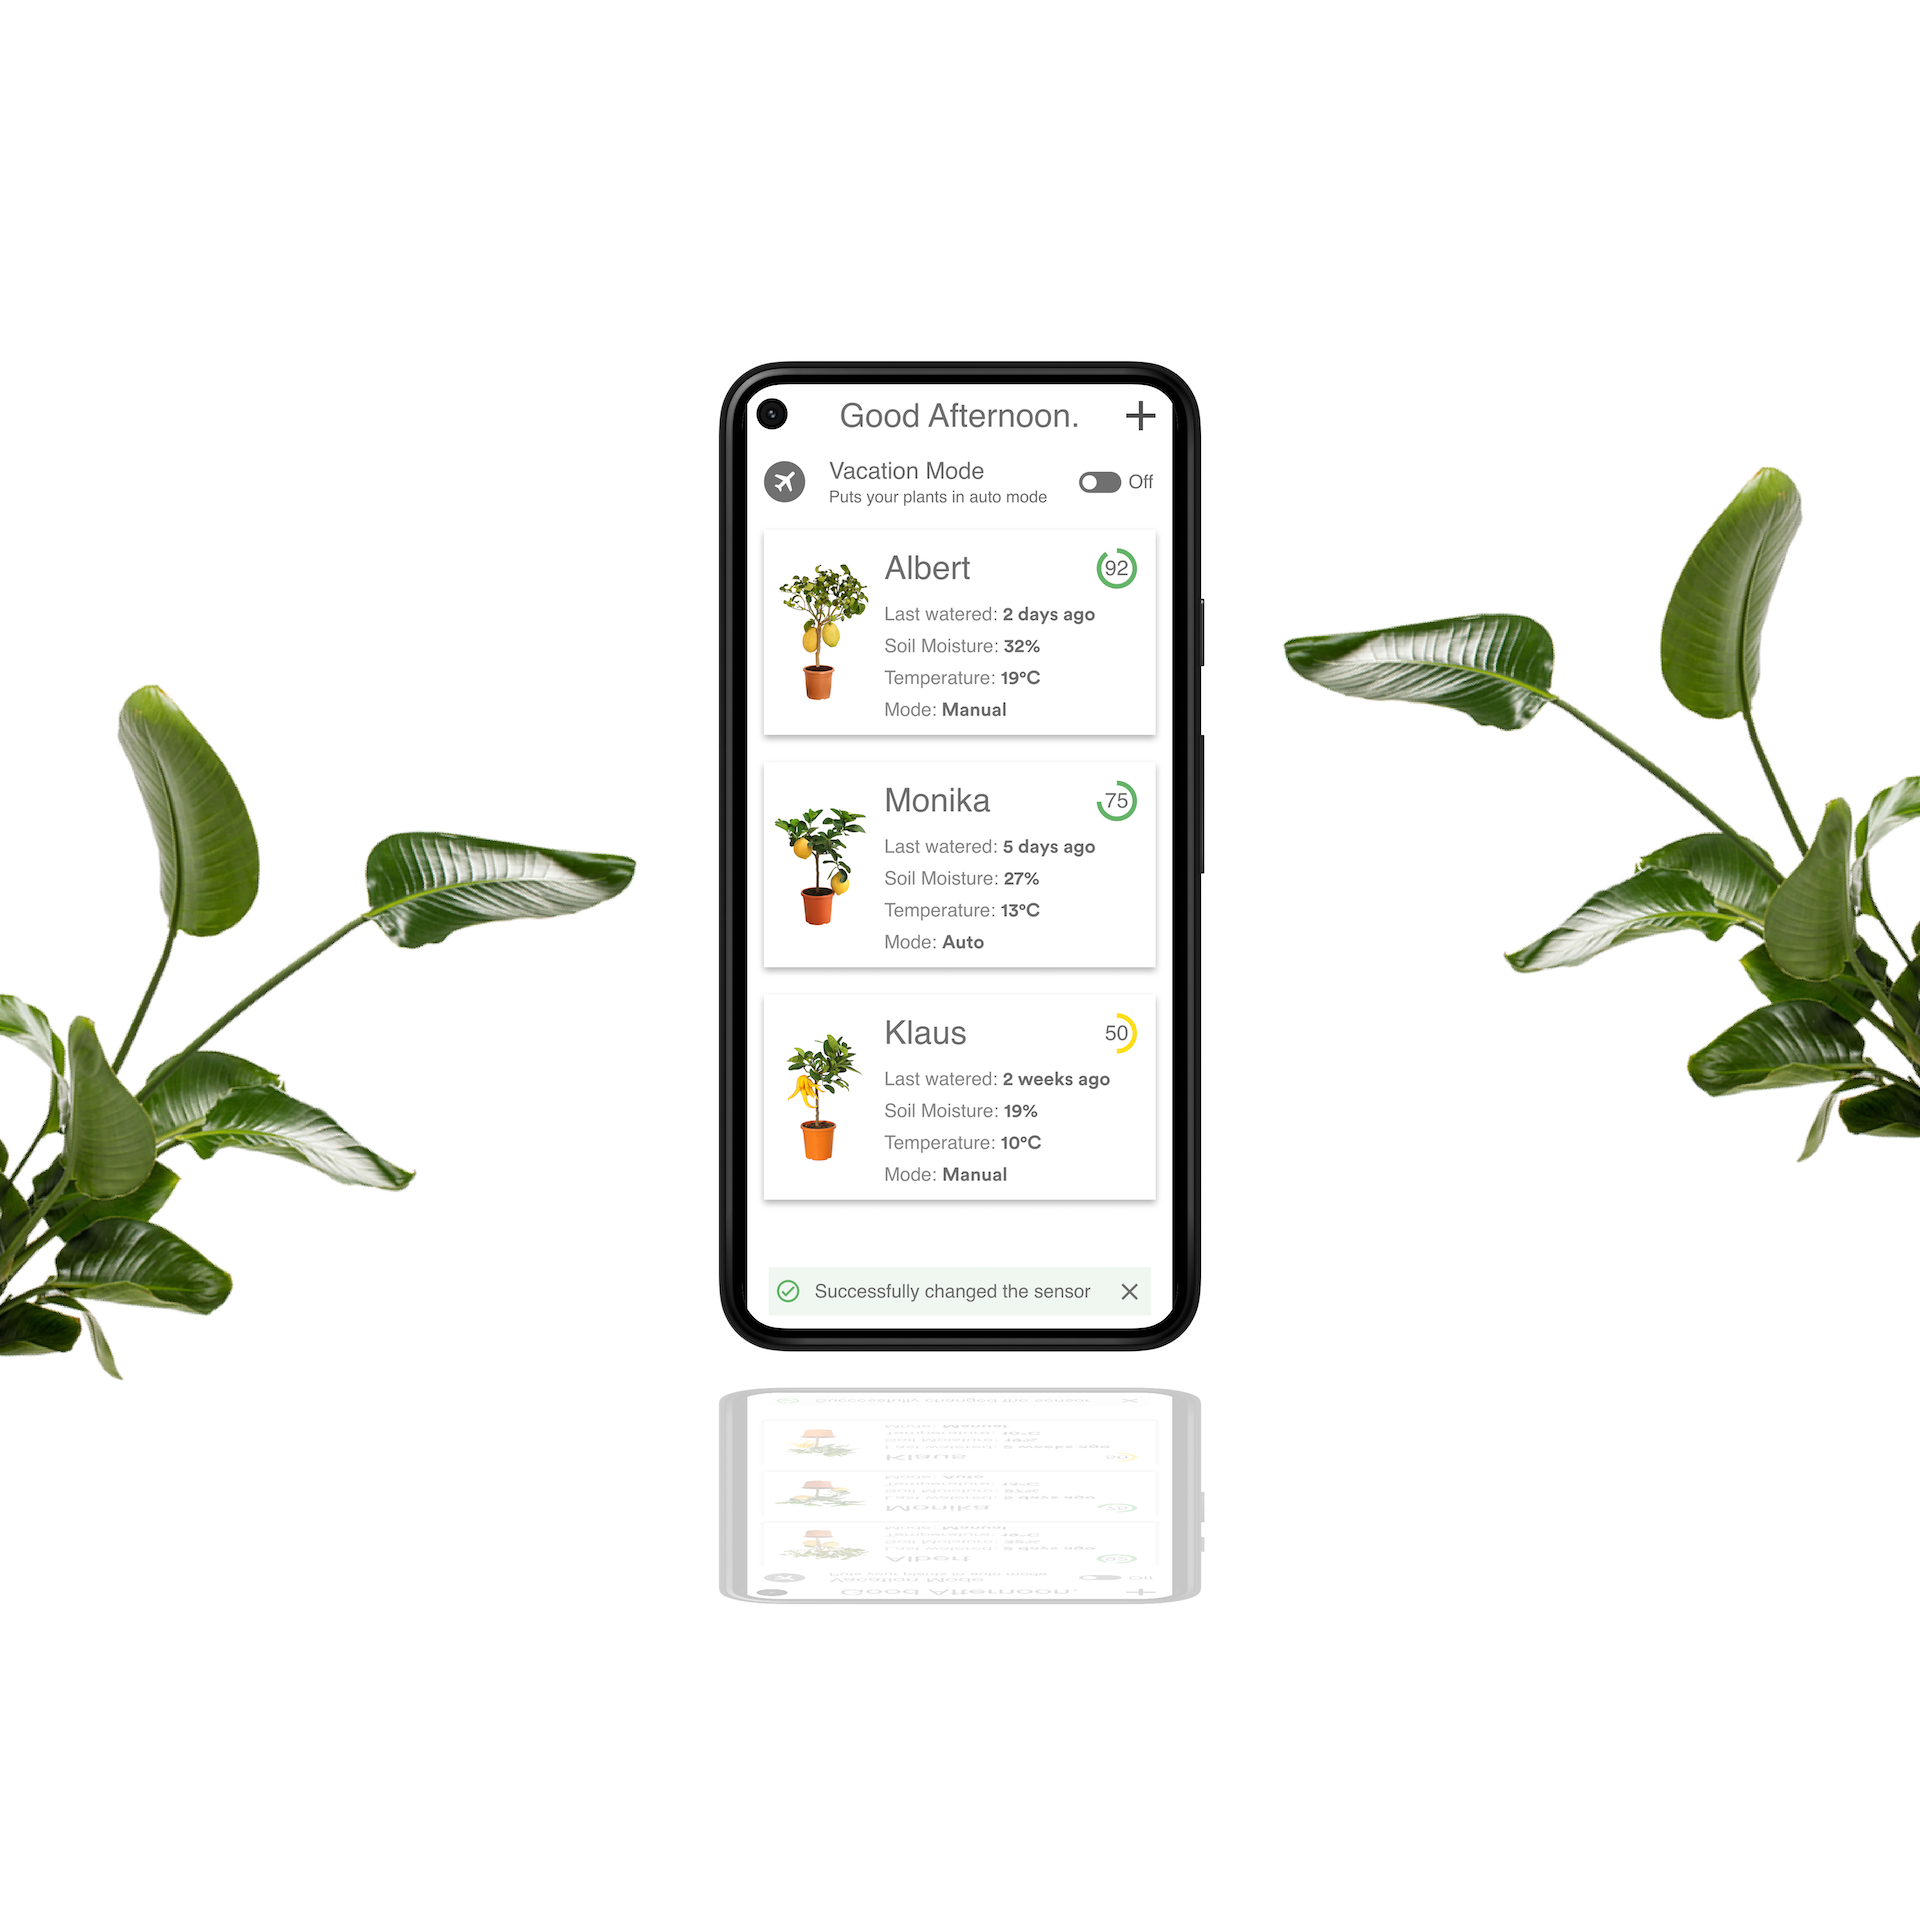 Good Afternoon.
Vacation Mode
Puts your plants in auto mode
Off
Albert
92
Last watered: 2 days ago
Soil Moisture: 32%
Temperature: 19°C
Mode: Manual
Monika
75
Last watered: 5 days ago
Soil Moisture: 27%
Temperature: 13°C
Mode: Auto
Klaus
50
Last watered: 2 weeks ago
Soil Moisture: 19%
Temperature: 10°C
Mode: Manual
Successfully changed the sensor